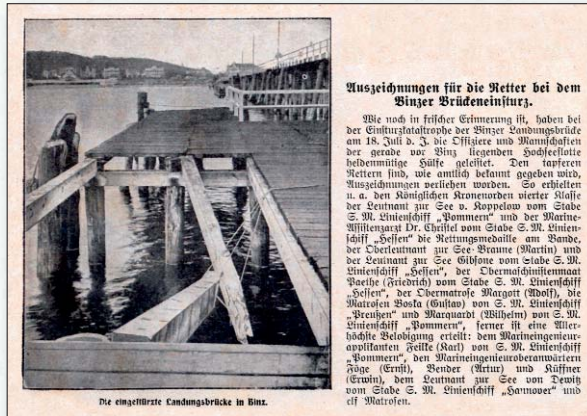 Auszeichnungen für die Retter bei dem
Binzer Brückeneinsturz.
Wie noch in frischer Erinnerung ist, haben bei
der Einsturzkatastrophe der Binzer Landungsbrücke
am 18. Juli d. J. die Offiziere und Mannschaften
der gerade vor Binz liegenden Hochseeflotte
heldenmütige Hülfe geleistet. Den tapferen
Rettern sind, wie amtlich bekannt gegeben wird,
Auszeichnungen verliehen worden. So erhielten
u. a. den Königlichen Kronenorden vierter Klasse
der Leutnant zur See v. Koppelow vom Stabe
S. M. Linienschiff „Pommern“ und der Marine-
Assistenzarzt Dr. Christel vom Stabe S. M. Linien-
schiff „Hessen“ die Rettungsmedaille am Bande,
der Oberleutnant zur See Braune (Martin) und
der Leutnant zur See Gibsone vom Stabe S. M.
Linienschiff „Hessen“, der Obermaschinistenmaat
Paethe (Friedrich) vom Stabe S. M. Linienschiff
„Hessen“, der Obermatrose Margott (Adolf), die
Matrosen Boska (Gustav) von S. M. Linienschiff
„Preußen“ und Marquardt (Wilhelm) von S. M.
Linienschiff „Pommern“, ferner ist eine Aller-
höchste Belobigung erteilt: dem Marineingenieur-
applikanten Feilke (Karl) von S. M. Linienschiff
„Pommern“, den Marineingenieuroberanwärtern
Föge (Ernst), Bender (Artur) und Küffner
(Erwin), dem Leutnant zur See von Dewitz
vom Stabe S. M. Linienschiff „Hannover“ und
elf Matrosen.
Die eingestürzte Landungsbrücke in Binz.